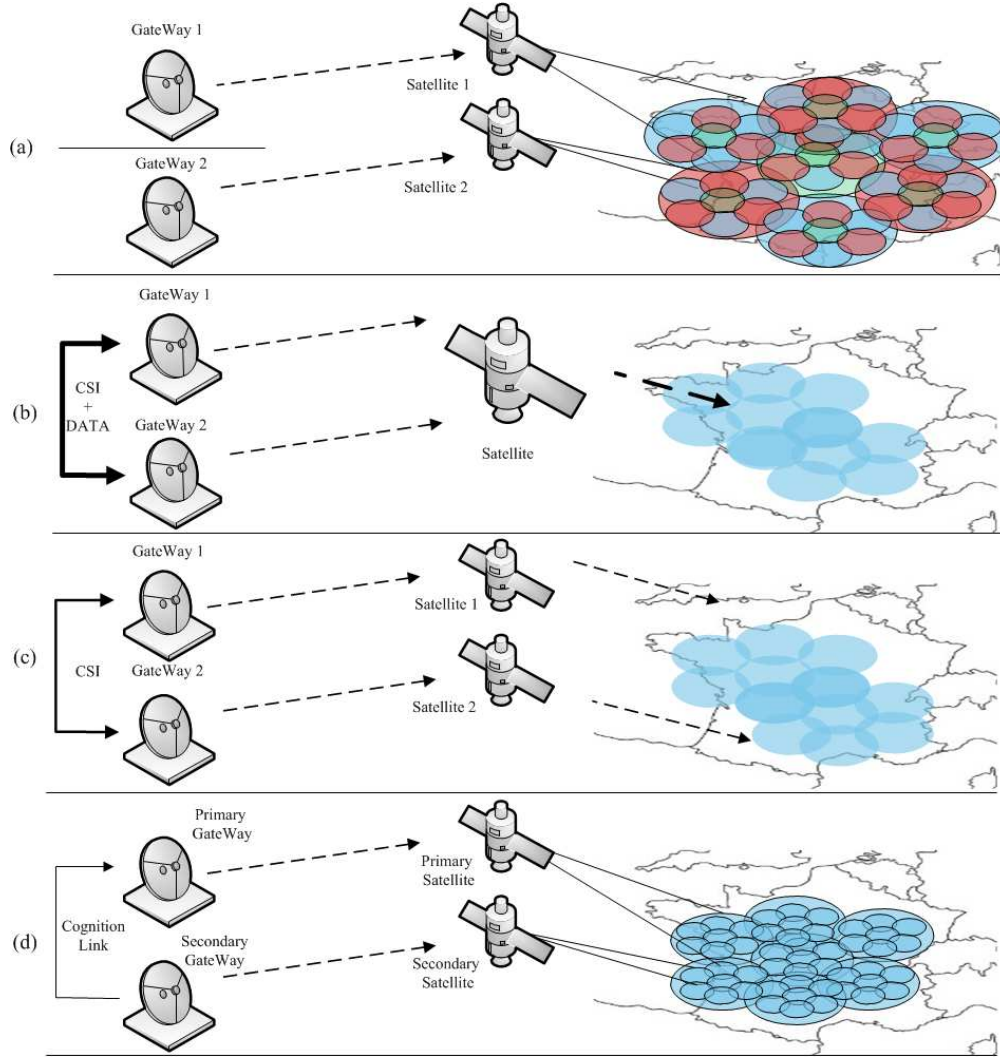 (a)
GateWay 1
Satellite 1
GateWay 2
Satellite 2
(b)
GateWay 1
CSI
+
DATA
GateWay 2
Satellite
(c)
GateWay 1
Satellite 1
CSI
GateWay 2
Satellite 2
(d)
Primary
GateWay
Primary
Satellite
Cognition
Link
Secondary
GateWay
Secondary
Satellite